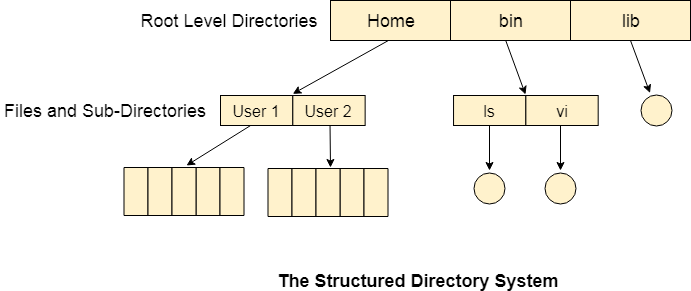 Root Level Directories Home bin lib
Files and Sub-Directories User 1 User 2 ls vi
The Structured Directory System